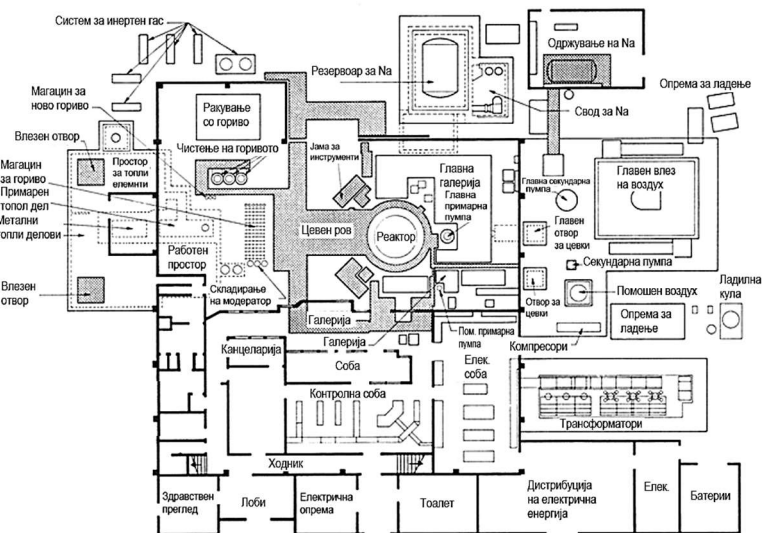 Систем за инертен гас
Магацин за
ново гориво
Влезен отвор
Простор
за топли
елемнти
Магацин
за гориво
Примарен
топол дел
Метални
топли делови
Влезен
отвор
Работен
простор
Складирање
на модератор
Ракување
со гориво
Чистење на горивото
Јама за
инструменти
Цевен ров
Реактор
Резервоар за Na
Свод за Na
Одржување на Na
Опрема за ладење
Главна
галерија
Главна
примарна
пумпа
Главна секундарна
пумпа
Главен влез
на воздух
Главен
отвор
за цевки
Секундарна пумпа
Помошен воздух
Отвор за
цевки
Компресори
Опрема за
ладење
Ладилна
кула
Галерија
Галерија
Пом. примарна
пумпа
Канцеларија
Соба
Контролна соба
Елек.
соба
Трансформатори
Ходник
Здравствен
преглед
Лоби
Електрична
опрема
Тоалет
Дистрибуција
на електрична
енергија
Елек.
Батерии